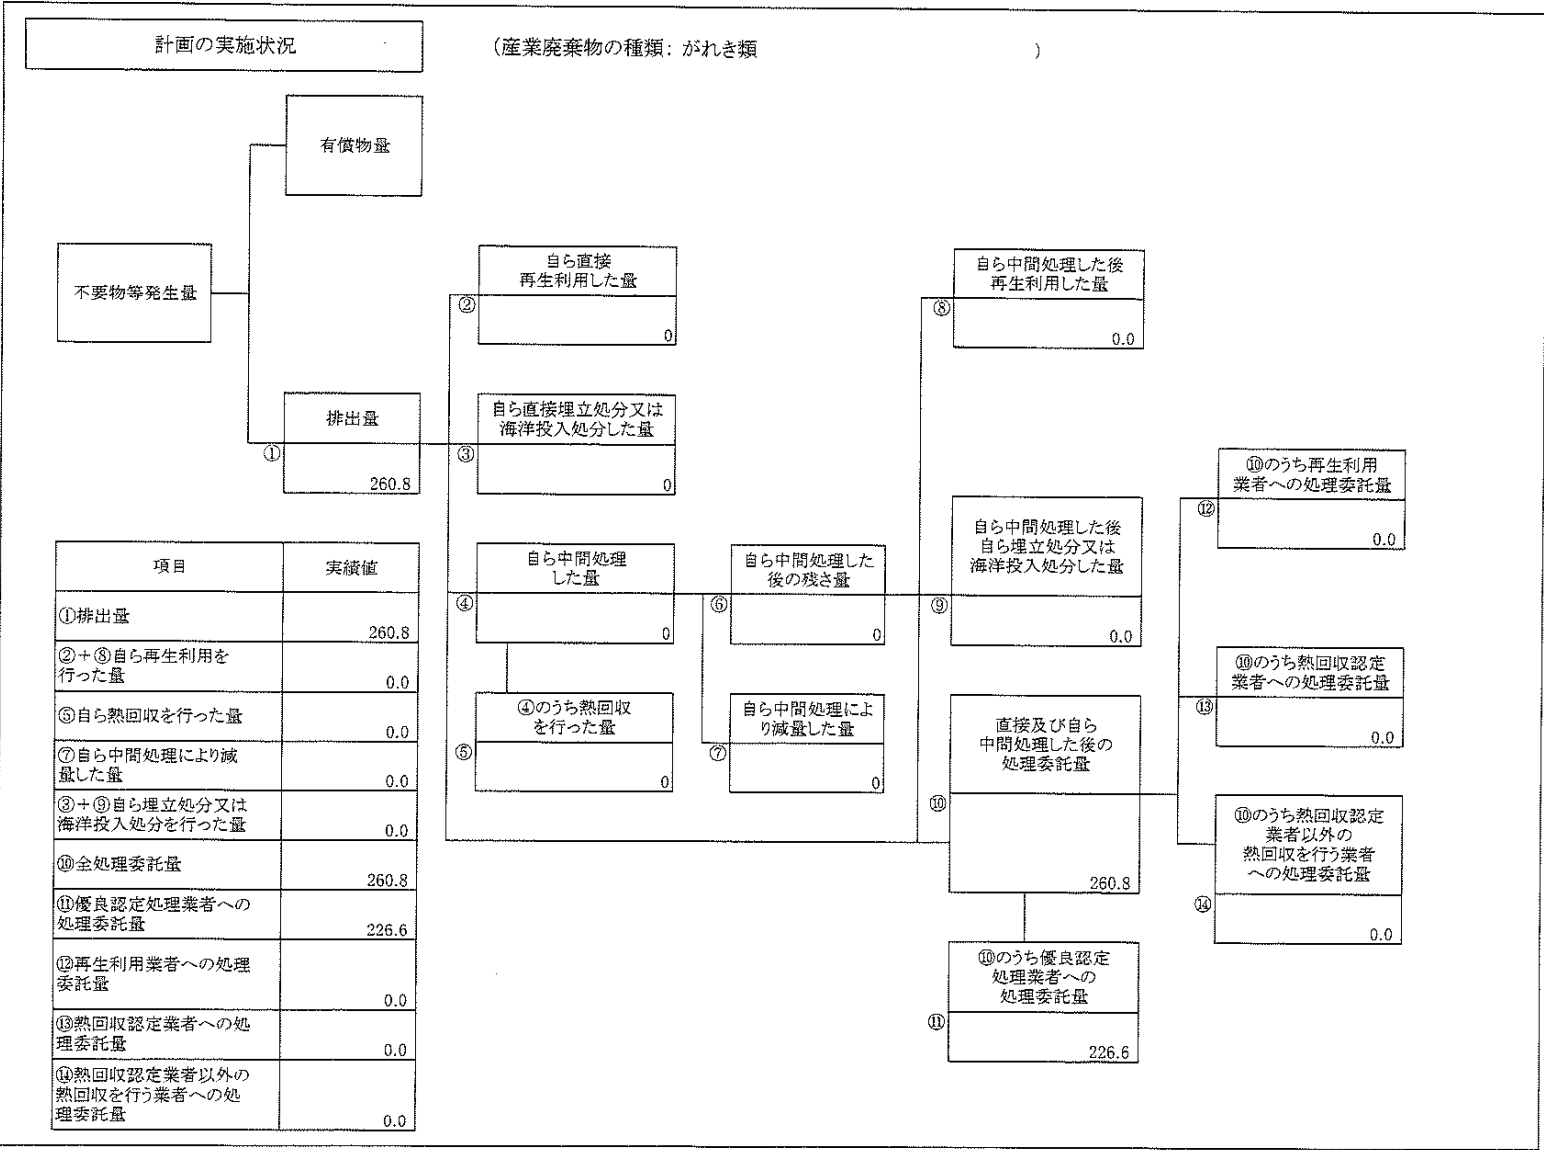 計画の実施状況
(産業廃棄物の種類: がれき類 )
有償物量
不要物等発生量
排出量
①
260.8
自ら直接
再生利用した量
②
0
自ら直接埋立処分又は
海洋投入処分した量
③
0
自ら中間処理
した量
④
0
④のうち熱回収
を行った量
⑤
0
自ら中間処理した
後の残さ量
⑥
0
自ら中間処理によ
り減量した量
⑦
0
自ら中間処理した後
再生利用した量
⑧
0.0
自ら中間処理した後
自ら埋立処分又は
海洋投入処分した量
⑨
0.0
直接及び自ら
中間処理した後の
処理委託量
⑩
260.8
⑩のうち優良認定
処理業者への
処理委託量
⑪
226.6
⑩のうち再生利用
業者への処理委託量
⑫
0.0
⑩のうち熱回収認定
業者への処理委託量
⑬
0.0
⑩のうち熱回収認定
業者以外の
熱回収を行う業者
への処理委託量
⑭
0.0
項目 実績値
①排出量
260.8
②+⑧自ら再生利用を
行った量
0.0
⑤自ら熱回収を行った量
0.0
⑦自ら中間処理により減
量した量
0.0
③+⑨自ら埋立処分又は
海洋投入処分を行った量
0.0
⑩全処理委託量
260.8
⑪優良認定処理業者への
処理委託量
226.6
⑫再生利用業者への処理
委託量
0.0
⑬熱回収認定業者への処
理委託量
0.0
⑭熱回収認定業者以外の
熱回収を行う業者への処
理委託量
0.0